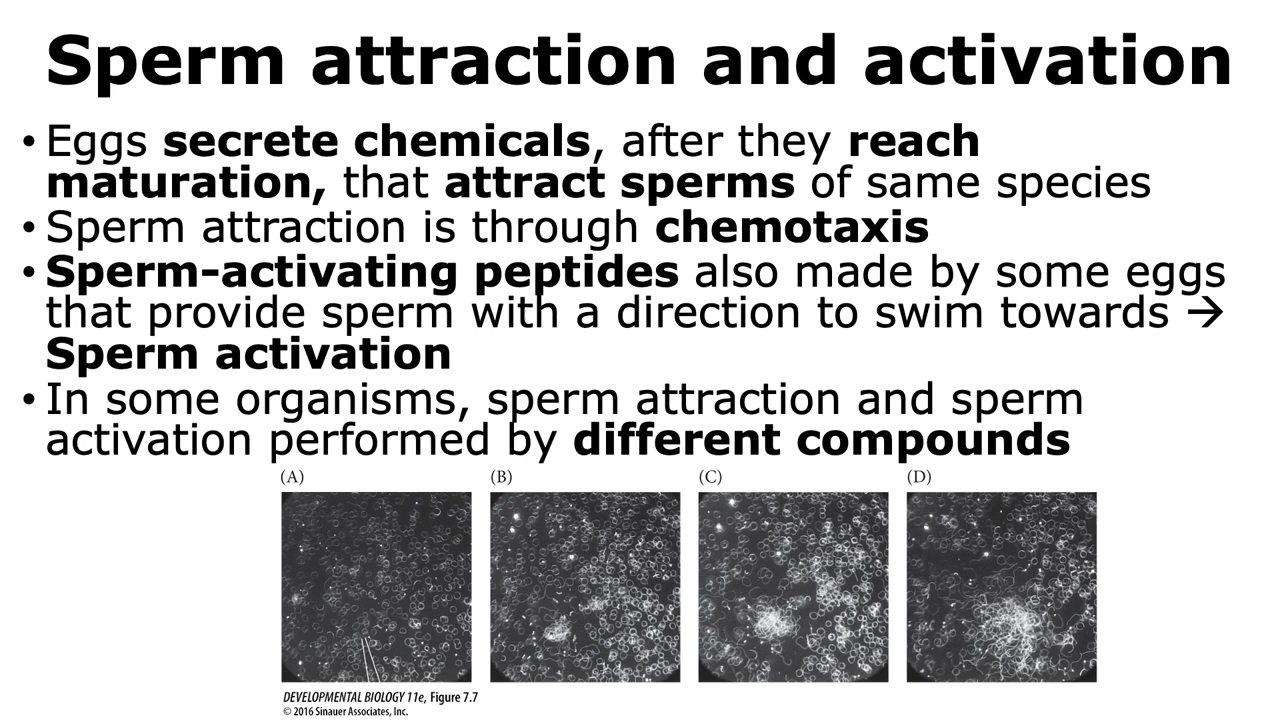 Sperm attraction and activation
• Eggs secrete chemicals, after they reach
maturation, that attract sperms of same species
• Sperm attraction is through chemotaxis
• Sperm-activating peptides also made by some eggs
that provide sperm with a direction to swim towards →
Sperm activation
• In some organisms, sperm attraction and sperm
activation performed by different compounds
(A) (B) (C) (D)
DEVELOPMENTAL BIOLOGY 11e, Figure 7.7
© 2016 Sinauer Associates, Inc.